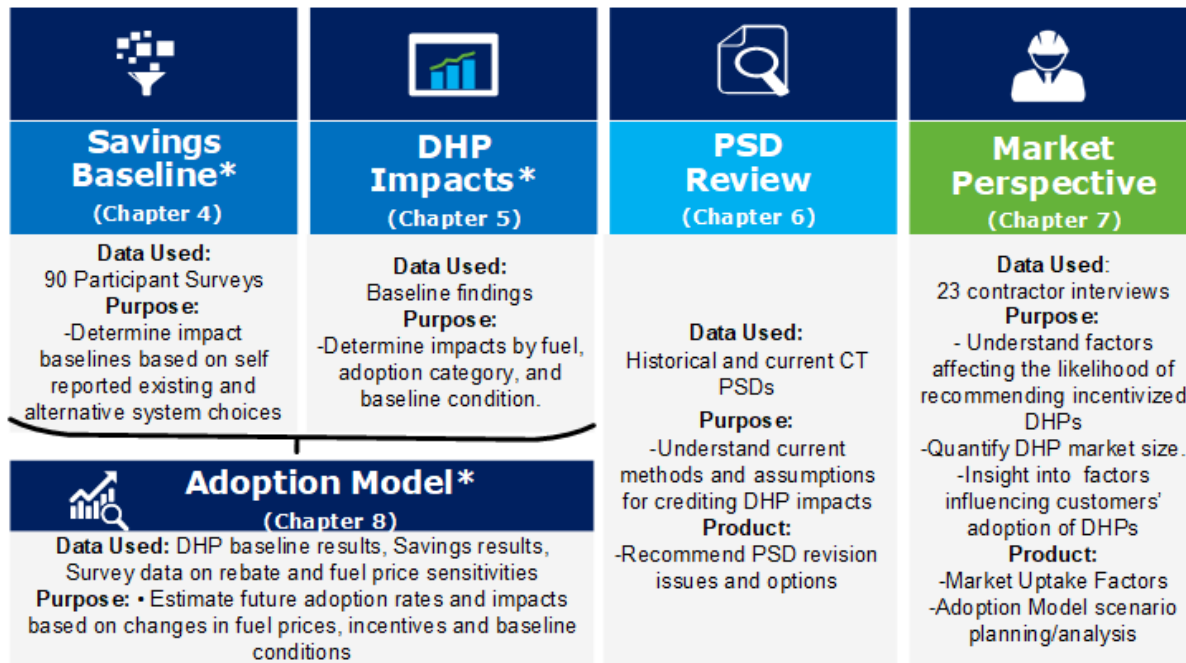 Savings
Baseline*
(Chapter 4)
Data Used:
90 Participant Surveys
Purpose:
-Determine impact
baselines based on self
reported existing and
alternative system choices
DHP
Impacts*
(Chapter 5)
Data Used:
Baseline findings
Purpose:
-Determine impacts by fuel,
adoption category, and
baseline condition.
Adoption Model*
(Chapter 8)
Data Used: DHP baseline results, Savings results,
Survey data on rebate and fuel price sensitivities
Purpose: • Estimate future adoption rates and impacts
based on changes in fuel prices, incentives and baseline
conditions
PSD
Review
(Chapter 6)
Data Used:
Historical and current CT
PSDs
Purpose:
-Understand current
methods and assumptions
for crediting DHP impacts
Product:
-Recommend PSD revision
issues and options
Market
Perspective
(Chapter 7)
Data Used:
23 contractor interviews
Purpose:
- Understand factors
affecting the likelihood of
recommending incentivized
DHPs
-Quantify DHP market size.
-Insight into factors
influencing customers'
adoption of DHPs
Product:
-Market Uptake Factors
-Adoption Model scenario
planning/analysis